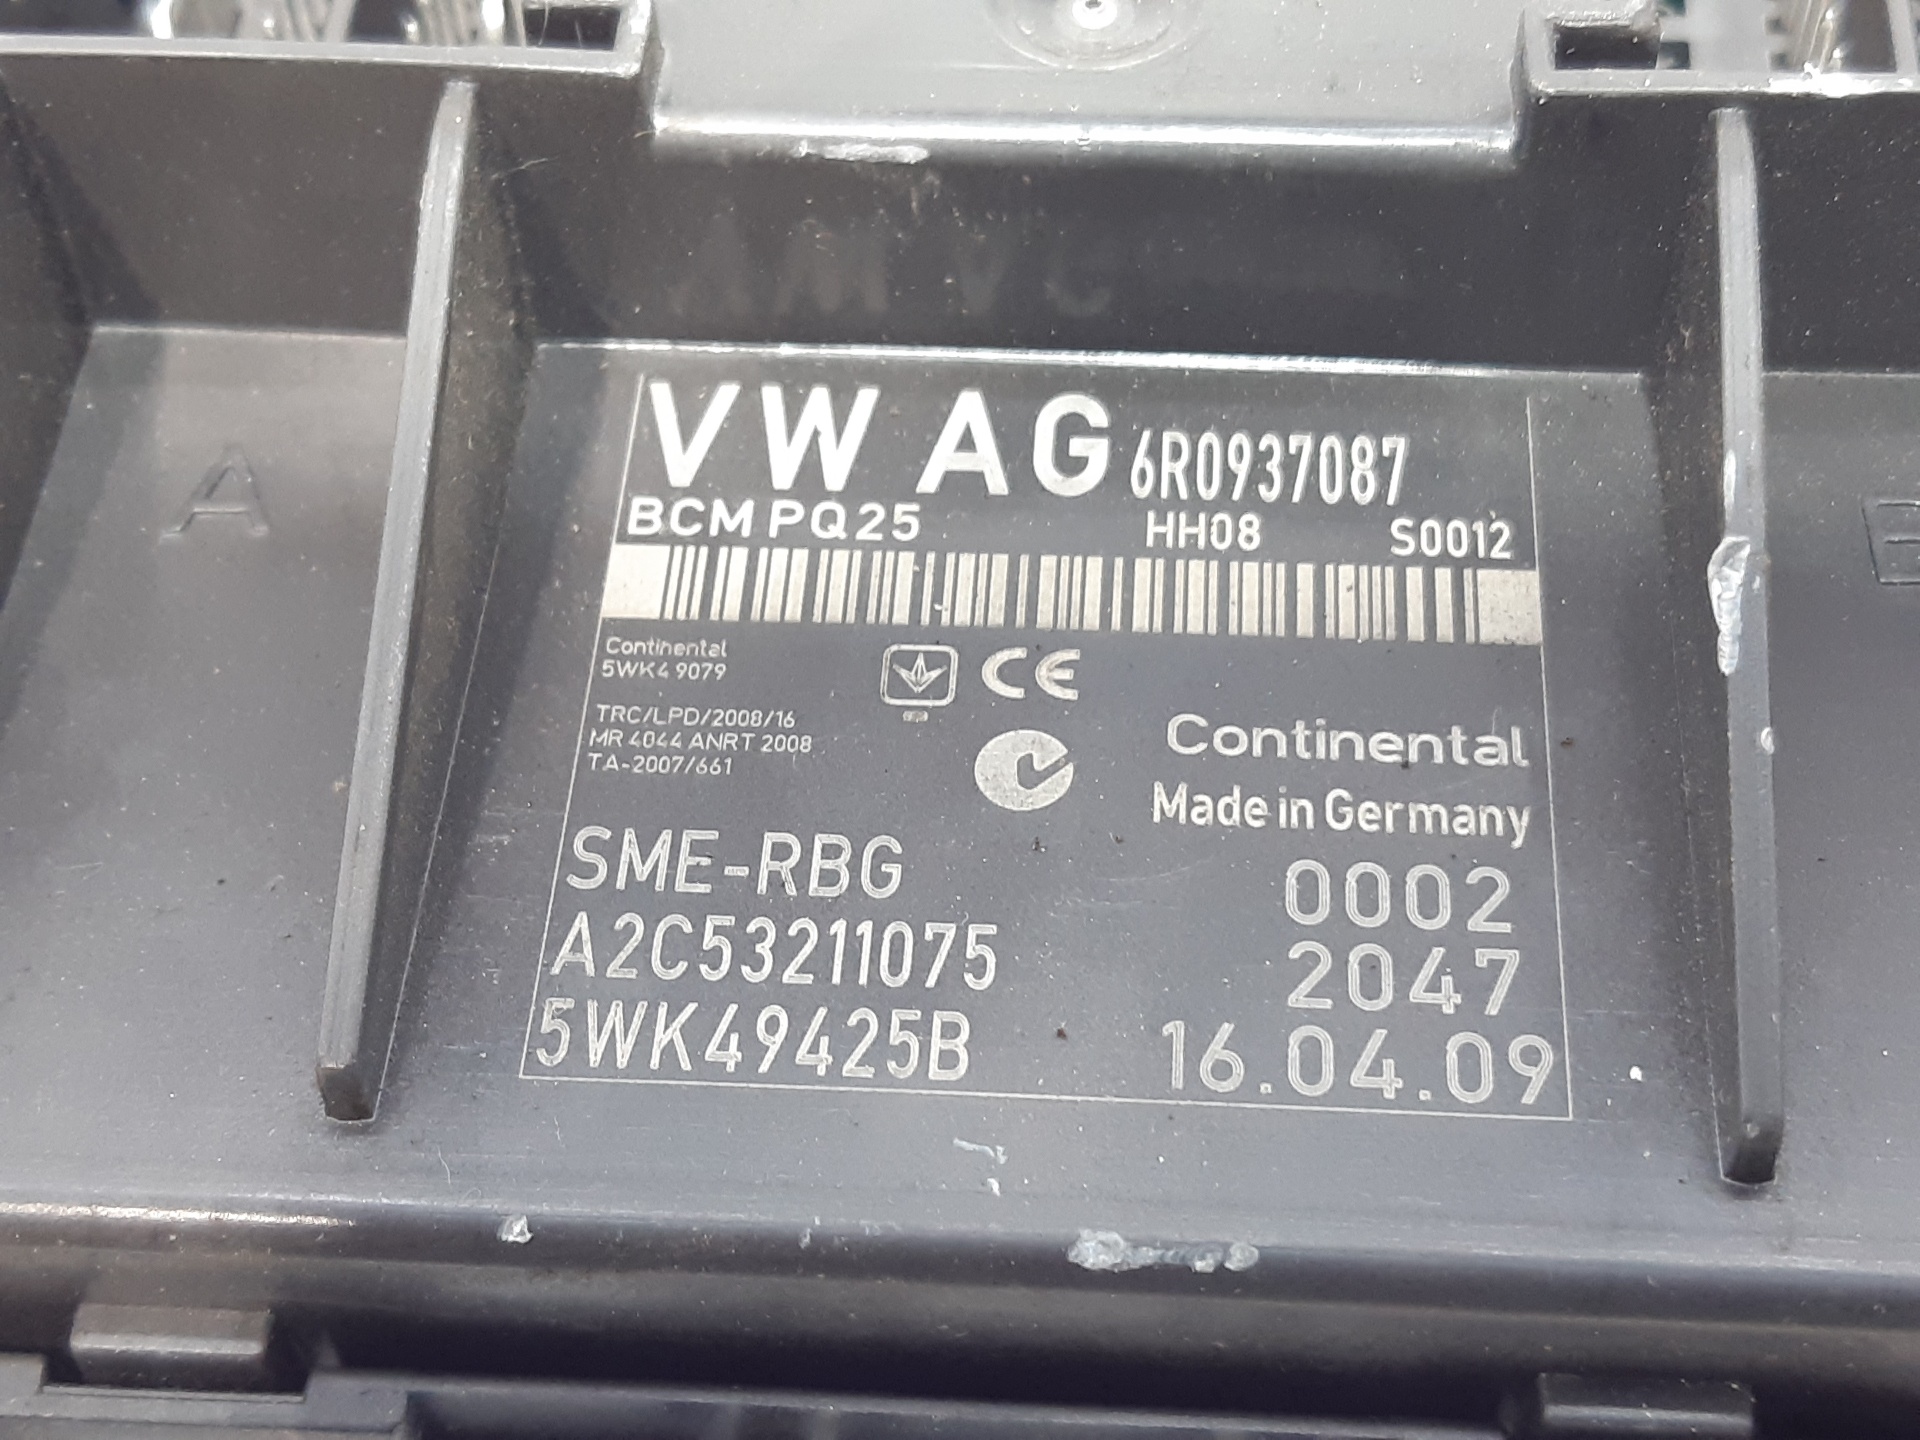 VW AG 6R0937087
BCM PQ25 HH08 S0012
Continental
5WK4 9079
CE
TRC/LPD/2008/16
MR 4044 ANRT 2008
TA-2007/661
Continental
Made in Germany
SME-RBG 0002
A2C53211075 2047
5WK49425B 16.04.09
A